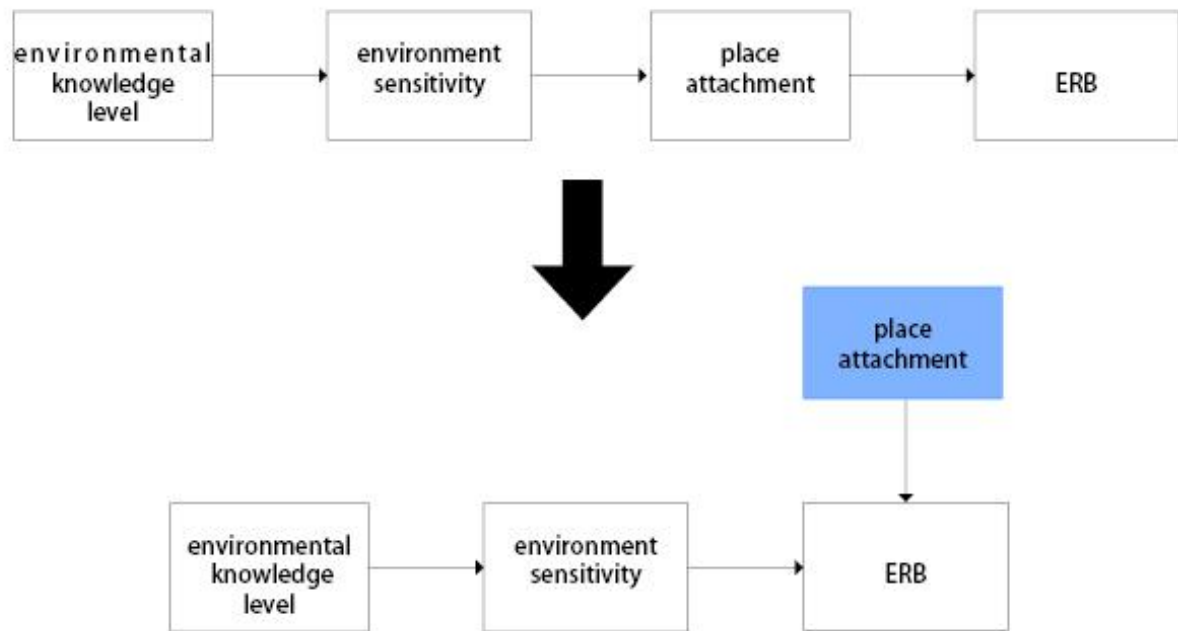 environmental
knowledge
level
environment
sensitivity
place
attachment
ERB
place
attachment
environmental
knowledge
level
environment
sensitivity
ERB